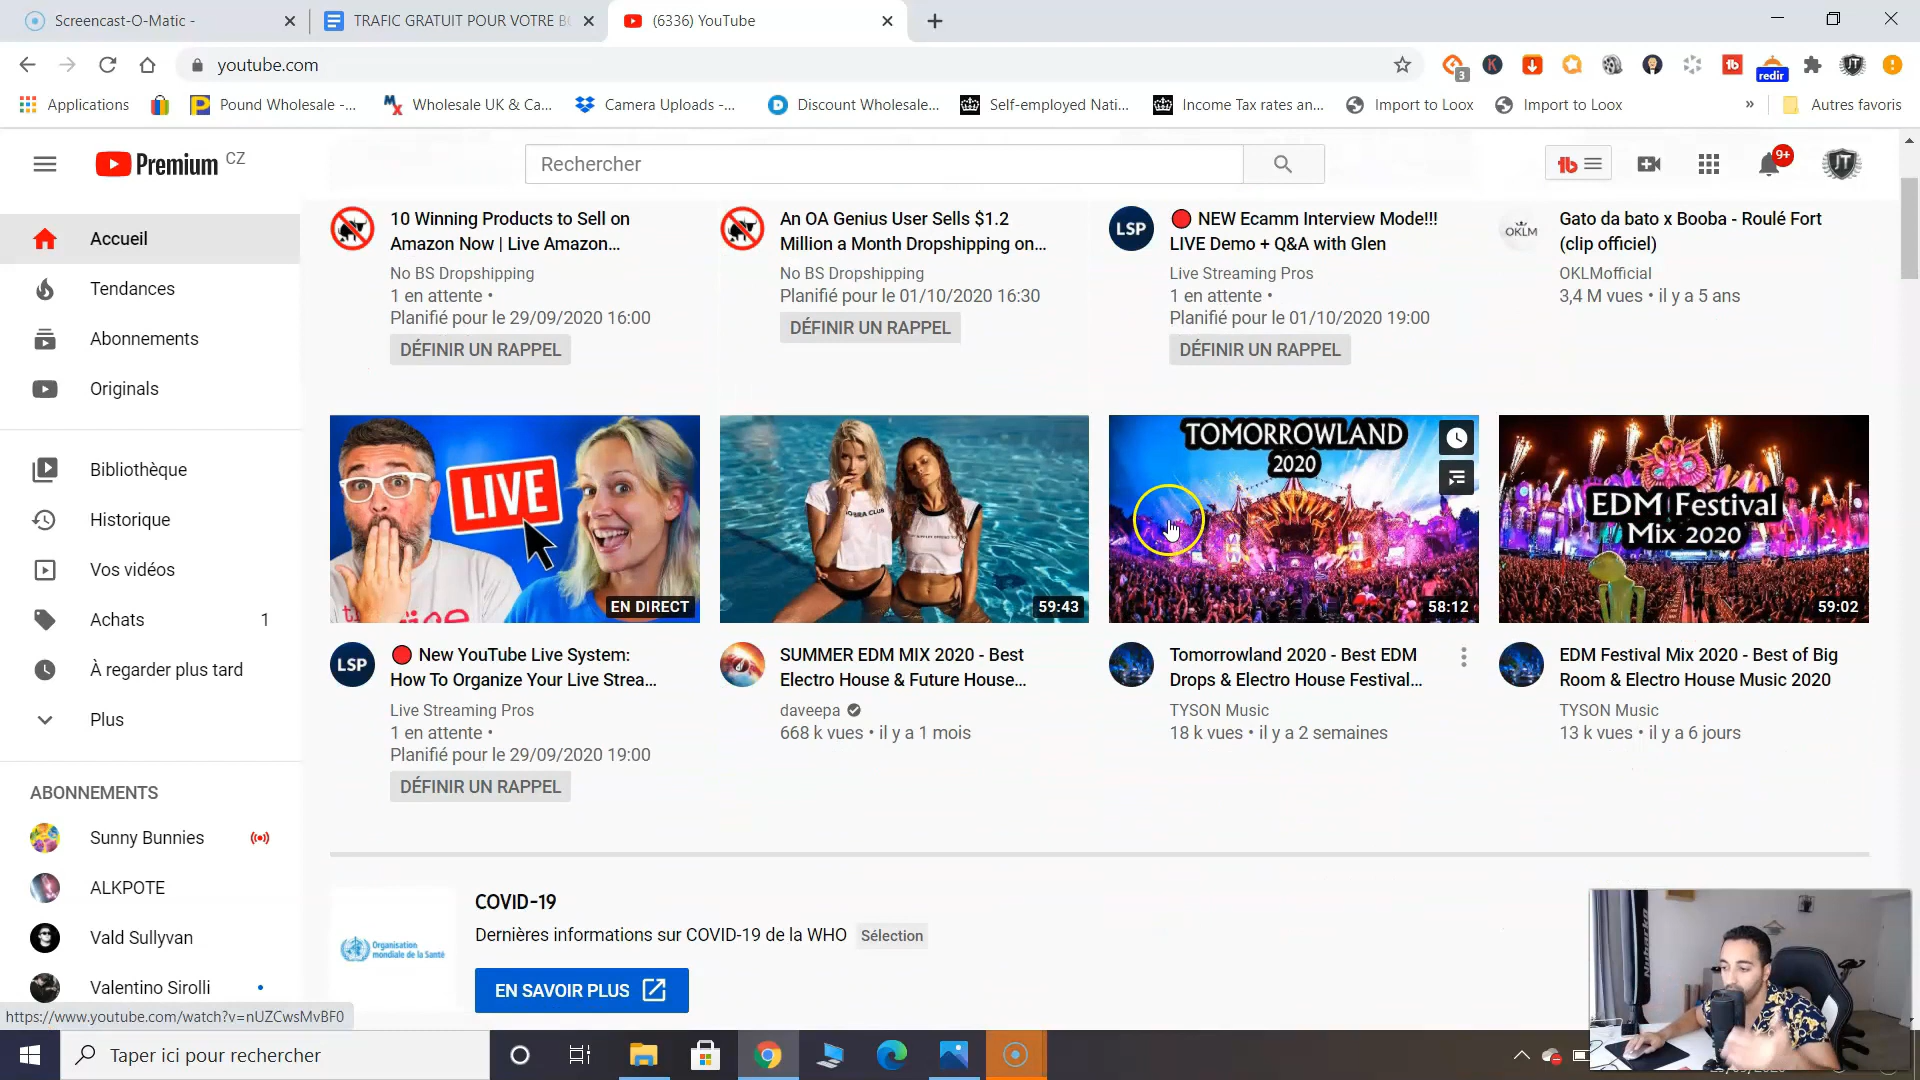 Screencast-O-Matic -
TRAFIC GRATUIT POUR VOTRE B
(6336) YouTube
youtube.com
3
K
redir
JT
Applications
Pound Wholesale -...
Wholesale UK & Ca...
Camera Uploads -...
Discount Wholesale...
Self-employed Nati...
Income Tax rates an...
Import to Loox
Import to Loox
»
Autres favoris
Premium CZ
Rechercher
9+
JT
Accueil
Tendances
Abonnements
Originals
Bibliothèque
Historique
Vos vidéos
Achats 1
À regarder plus tard
Plus
ABONNEMENTS
Sunny Bunnies
ALKPOTE
Vald Sullyvan
Valentino Sirolli
10 Winning Products to Sell on
Amazon Now | Live Amazon...
No BS Dropshipping
1 en attente •
Planifié pour le 29/09/2020 16:00
DÉFINIR UN RAPPEL
An OA Genius User Sells $1.2
Million a Month Dropshipping on...
No BS Dropshipping
Planifié pour le 01/10/2020 16:30
DÉFINIR UN RAPPEL
LSP
NEW Ecamm Interview Mode!!!
LIVE Demo + Q&A with Glen
Live Streaming Pros
1 en attente •
Planifié pour le 01/10/2020 19:00
DÉFINIR UN RAPPEL
OKLM
Gato da bato x Booba - Roulé Fort
(clip officiel)
OKLMofficial
3,4 M vues • il y a 5 ans
LIVE
EN DIRECT
LSP
New YouTube Live System:
How To Organize Your Live Strea...
Live Streaming Pros
1 en attente •
Planifié pour le 29/09/2020 19:00
DÉFINIR UN RAPPEL
59:43
SUMMER EDM MIX 2020 - Best
Electro House & Future House...
daveepa
668 k vues • il y a 1 mois
TOMORROWLAND
2020
58:12
Tomorrowland 2020 - Best EDM
Drops & Electro House Festival...
TYSON Music
18 k vues • il y a 2 semaines
EDM Festival
Mix 2020
59:02
EDM Festival Mix 2020 - Best of Big
Room & Electro House Music 2020
TYSON Music
13 k vues • il y a 6 jours
Organisation
mondiale de la Santé
COVID-19
Dernières informations sur COVID-19 de la WHO
Sélection
EN SAVOIR PLUS
https://www.youtube.com/watch?v=nUZCwsMvBF0
Taper ici pour rechercher